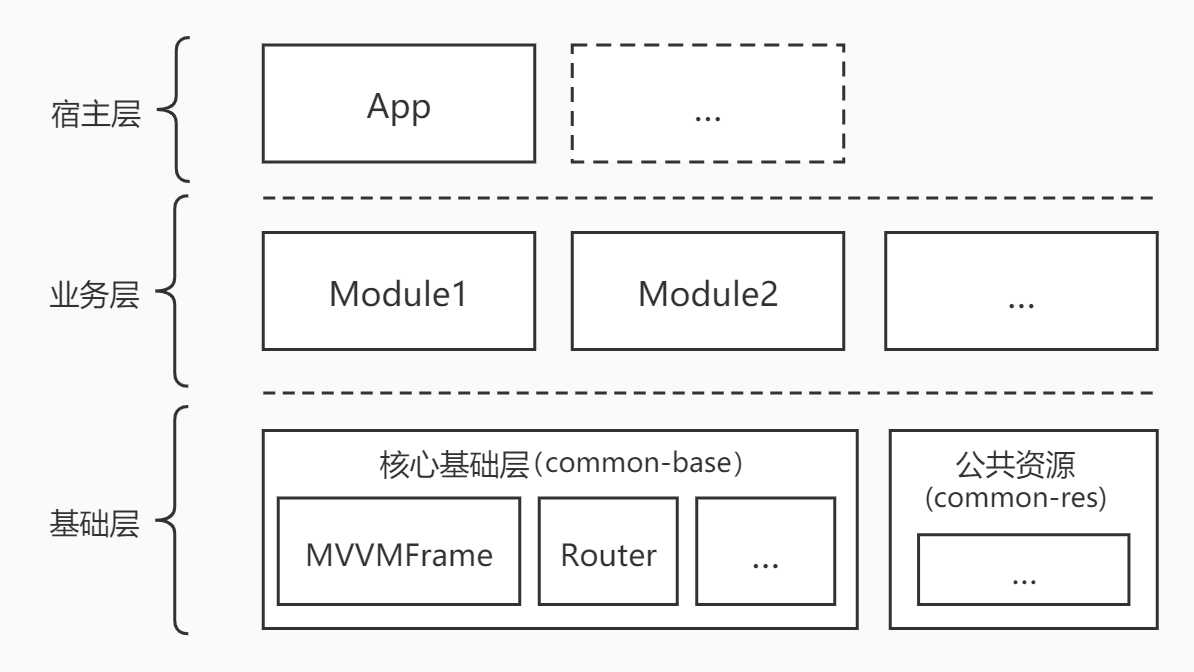 宿主层
App
...
业务层
Module1
Module2
...
基础层
核心基础层(common-base)
MVVMFrame
Router
...
公共资源
(common-res)
...